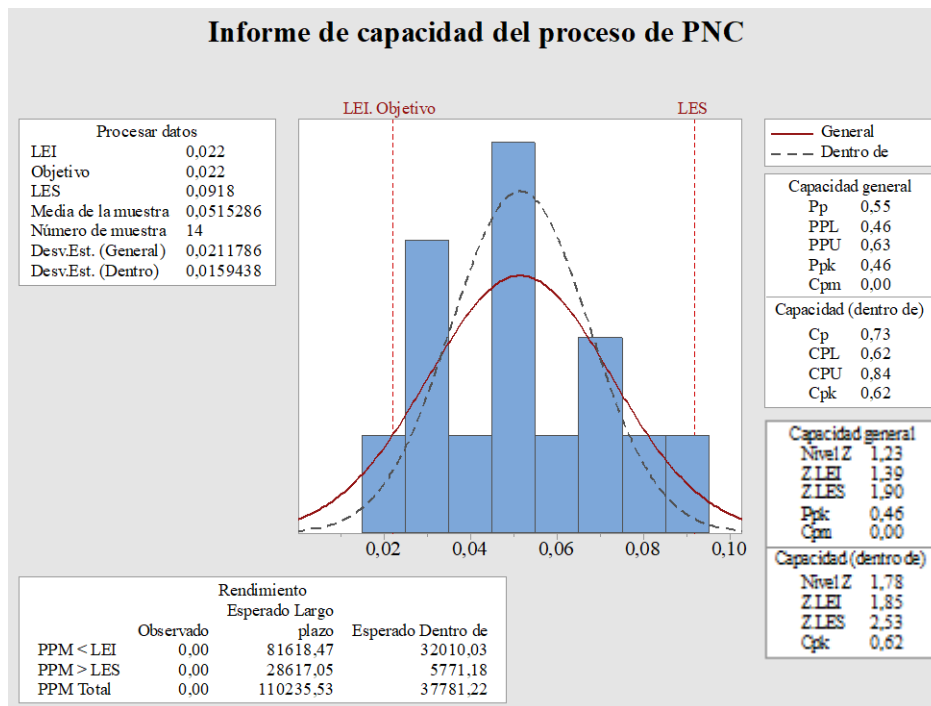 Informe de capacidad del proceso de PNC
LEI. Objetivo LES
Procesar datos
LEI 0,022
Objetivo 0,022
LES 0,0918
Media de la muestra 0,0515286
Número de muestra 14
Desv.Est. (General) 0,0211786
Desv.Est. (Dentro) 0,0159438
General
Dentro de
Capacidad general
Pp 0,55
PPL 0,46
PPU 0,63
Ppk 0,46
Cpm 0,00
Capacidad (dentro de)
Cp 0,73
CPL 0,62
CPU 0,84
Cpk 0,62
Capacidad general
Nivel Z 1,23
Z.LEI 1,39
Z.LES 1,90
Ppk 0,46
Cpm 0,00
Capacidad (dentro de)
Nivel Z 1,78
Z.LEI 1,85
Z.LES 2,53
Cpk 0,62
0,02 0,04 0,06 0,08 0,10
Rendimiento
Esperado Largo
Observado plazo Esperado Dentro de
PPM < LEI 0,00 81618,47 32010,03
PPM > LES 0,00 28617,05 5771,18
PPM Total 0,00 110235,53 37781,22